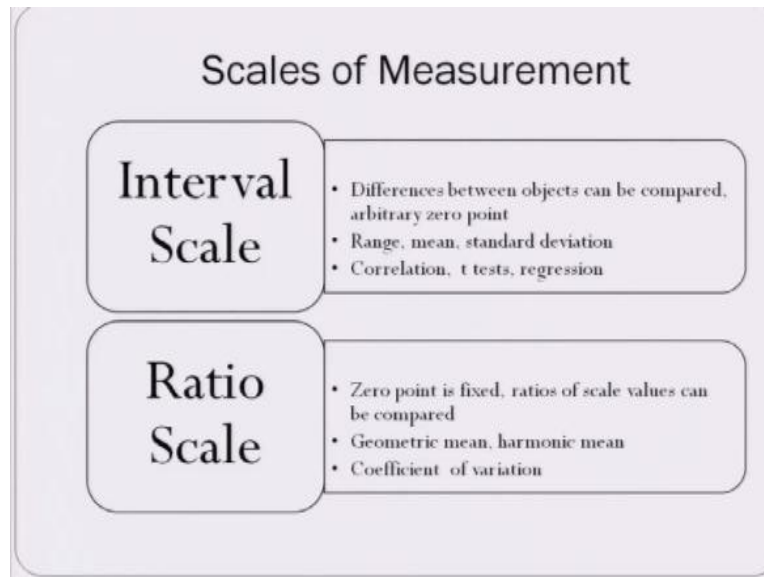 Scales of Measurement
Interval
Scale
• Differences between objects can be compared,
arbitrary zero point
• Range, mean, standard deviation
• Correlation, t tests, regression
Ratio
Scale
• Zero point is fixed, ratios of scale values can
be compared
• Geometric mean, harmonic mean
• Coefficient of variation